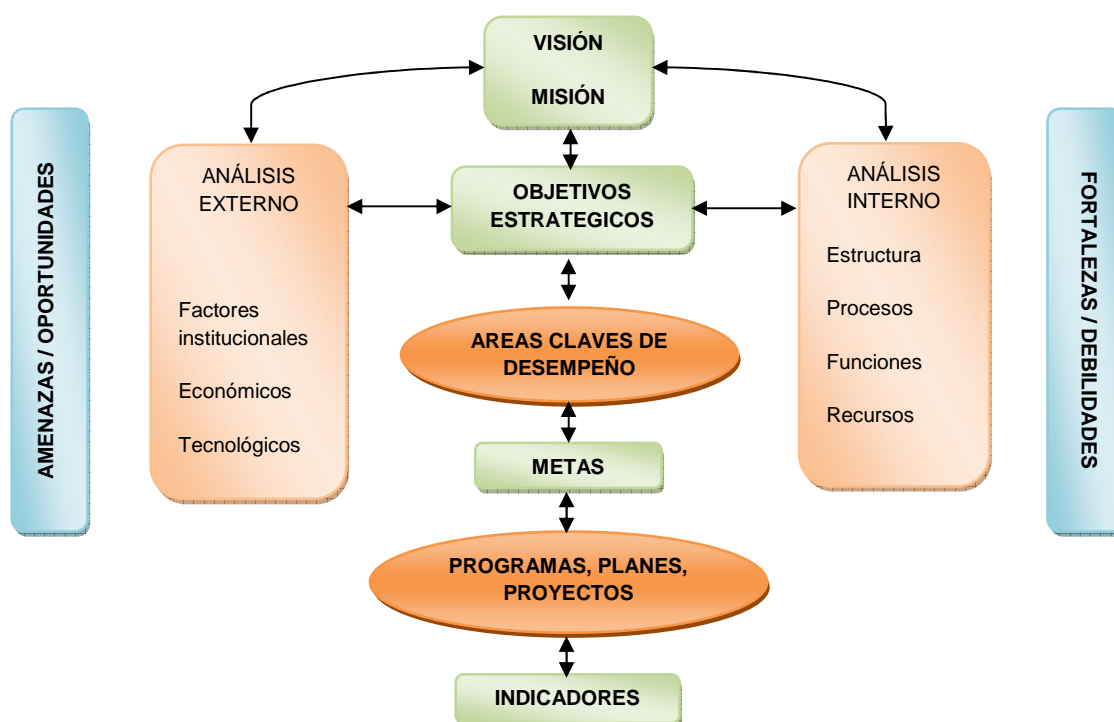 VISIÓN
MISIÓN
AMENAZAS / OPORTUNIDADES
ANÁLISIS
EXTERNO
Factores
institucionales
Económicos
Tecnológicos
OBJETIVOS
ESTRATEGICOS
AREAS CLAVES DE
DESEMPEÑO
METAS
PROGRAMAS, PLANES,
PROYECTOS
INDICADORES
ANÁLISIS
INTERNO
Estructura
Procesos
Funciones
Recursos
FORTALEZAS / DEBILIDADES